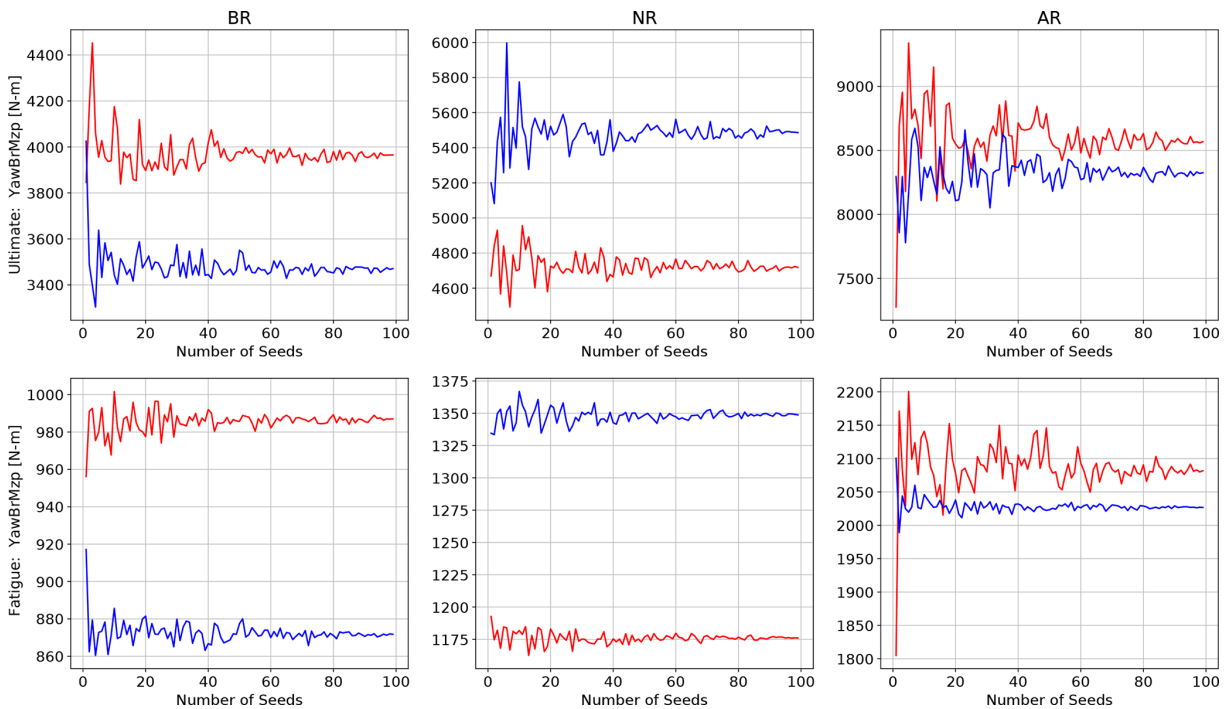 BR
NR
AR
Ultimate: YawBrMzp [N-m]
4400
4200
4000
3800
3600
3400
0 20 40 60 80 100
Number of Seeds
6000
5800
5600
5400
5200
5000
4800
4600
0 20 40 60 80 100
Number of Seeds
9000
8500
8000
7500
0 20 40 60 80 100
Number of Seeds
Fatigue: YawBrMzp [N-m]
1000
980
960
940
920
900
880
860
0 20 40 60 80 100
Number of Seeds
1375
1350
1325
1300
1275
1250
1225
1200
1175
0 20 40 60 80 100
Number of Seeds
2200
2150
2100
2050
2000
1950
1900
1850
1800
0 20 40 60 80 100
Number of Seeds